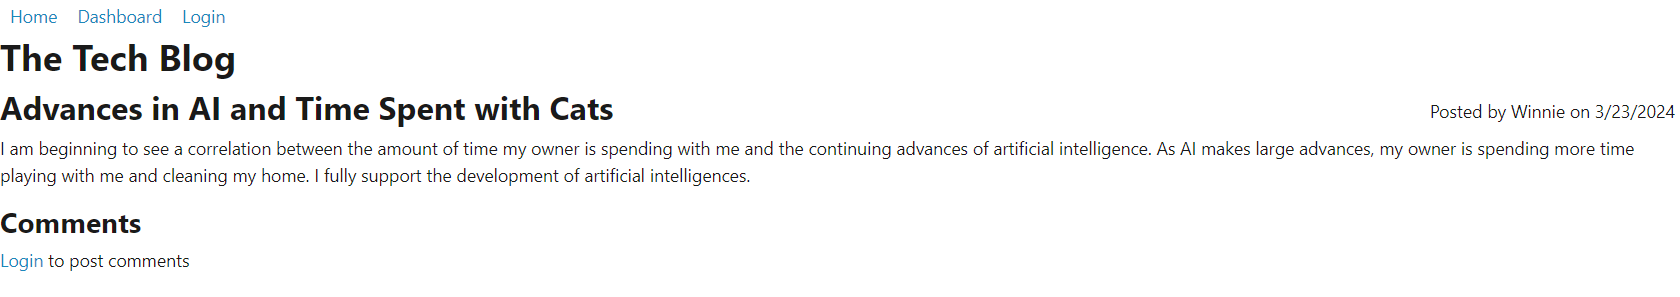 Home Dashboard Login
The Tech Blog
Advances in AI and Time Spent with Cats Posted by Winnie on 3/23/2024
I am beginning to see a correlation between the amount of time my owner is spending with me and the continuing advances of artificial intelligence. As AI makes large advances, my owner is spending more time
playing with me and cleaning my home. I fully support the development of artificial intelligences.
Comments
Login to post comments